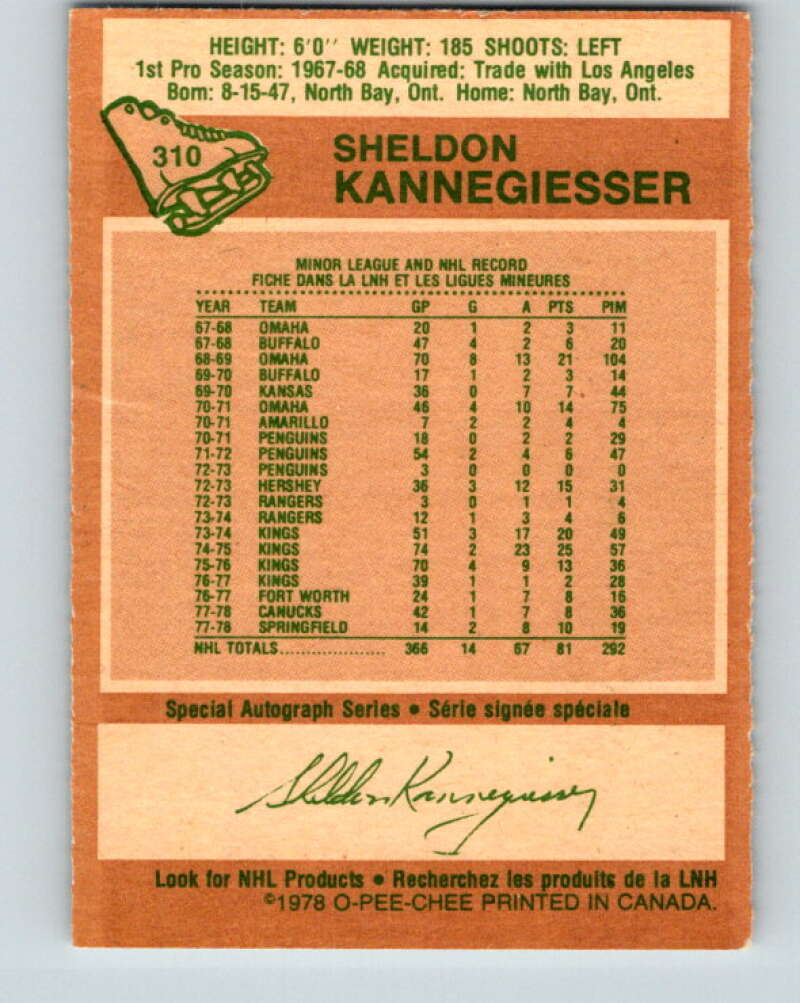 HEIGHT: 6'0'' WEIGHT: 185 SHOOTS: LEFT
1st Pro Season: 1967-68 Acquired: Trade with Los Angeles
Born: 8-15-47, North Bay, Ont. Home: North Bay, Ont.
310
SHELDON
KANNEGIESSER
MINOR LEAGUE AND NHL RECORD
FICHE DANS LA LNH ET LES LIGUES MINEURES
YEAR TEAM GP G A PTS PIM
67-68 OMAHA 20 1 2 3 11
67-68 BUFFALO 47 4 2 6 20
68-69 OMAHA 70 8 13 21 104
69-70 BUFFALO 17 1 2 3 14
69-70 KANSAS 36 0 7 7 44
70-71 OMAHA 46 4 10 14 75
70-71 AMARILLO 7 2 2 4 4
70-71 PENGUINS 18 0 2 2 29
71-72 PENGUINS 54 2 4 6 47
72-73 PENGUINS 3 0 0 0 0
72-73 HERSHEY 36 3 12 15 31
72-73 RANGERS 3 0 1 1 4
73-74 RANGERS 12 1 3 4 6
73-74 KINGS 51 3 17 20 49
74-75 KINGS 74 2 23 25 57
75-76 KINGS 70 4 9 13 36
76-77 KINGS 39 1 1 2 28
76-77 FORT WORTH 24 1 7 8 16
77-78 CANUCKS 42 1 7 8 36
77-78 SPRINGFIELD 14 2 8 10 19
NHL TOTALS.................... 366 14 67 81 292
Special Autograph Series • Série signée spéciale
Sheldon Kannegiesser
Look for NHL Products • Recherchez les produits de la LNH
©1978 O-PEE-CHEE PRINTED IN CANADA.